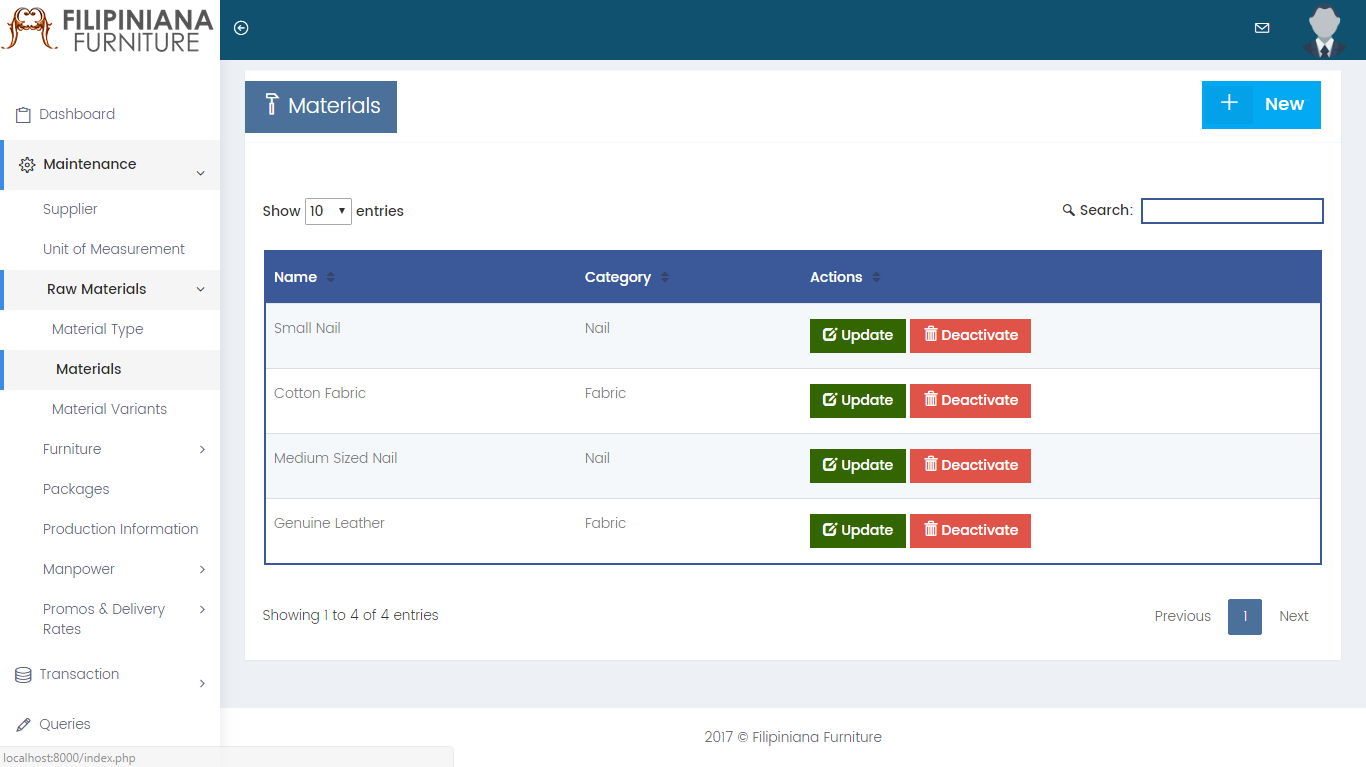 FILIPINIANA
FURNITURE
Dashboard
Maintenance
Supplier
Unit of Measurement
Raw Materials
Material Type
Materials
Material Variants
Furniture
Packages
Production Information
Manpower
Promos & Delivery
Rates
Transaction
Queries
localhost:8000/index.php
Materials
New
Show 10 entries
Search:
Name Category Actions
Small Nail Nail Update Deactivate
Cotton Fabric Fabric Update Deactivate
Medium Sized Nail Nail Update Deactivate
Genuine Leather Fabric Update Deactivate
Showing 1 to 4 of 4 entries
Previous 1 Next
2017 © Filipiniana Furniture